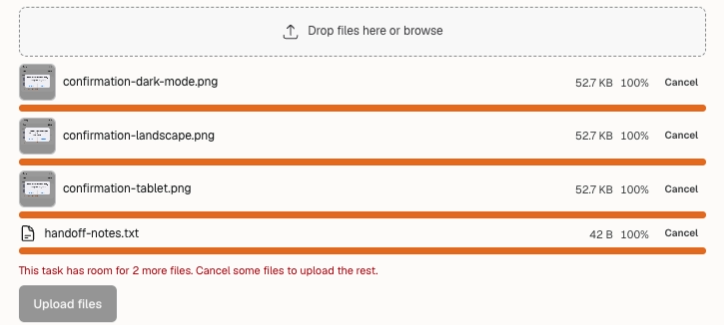 Drop files here or browse
confirmation-dark-mode.png 52.7 KB 100% Cancel
confirmation-landscape.png 52.7 KB 100% Cancel
confirmation-tablet.png 52.7 KB 100% Cancel
handoff-notes.txt 42 B 100% Cancel
This task has room for 2 more files. Cancel some files to upload the rest.
Upload files